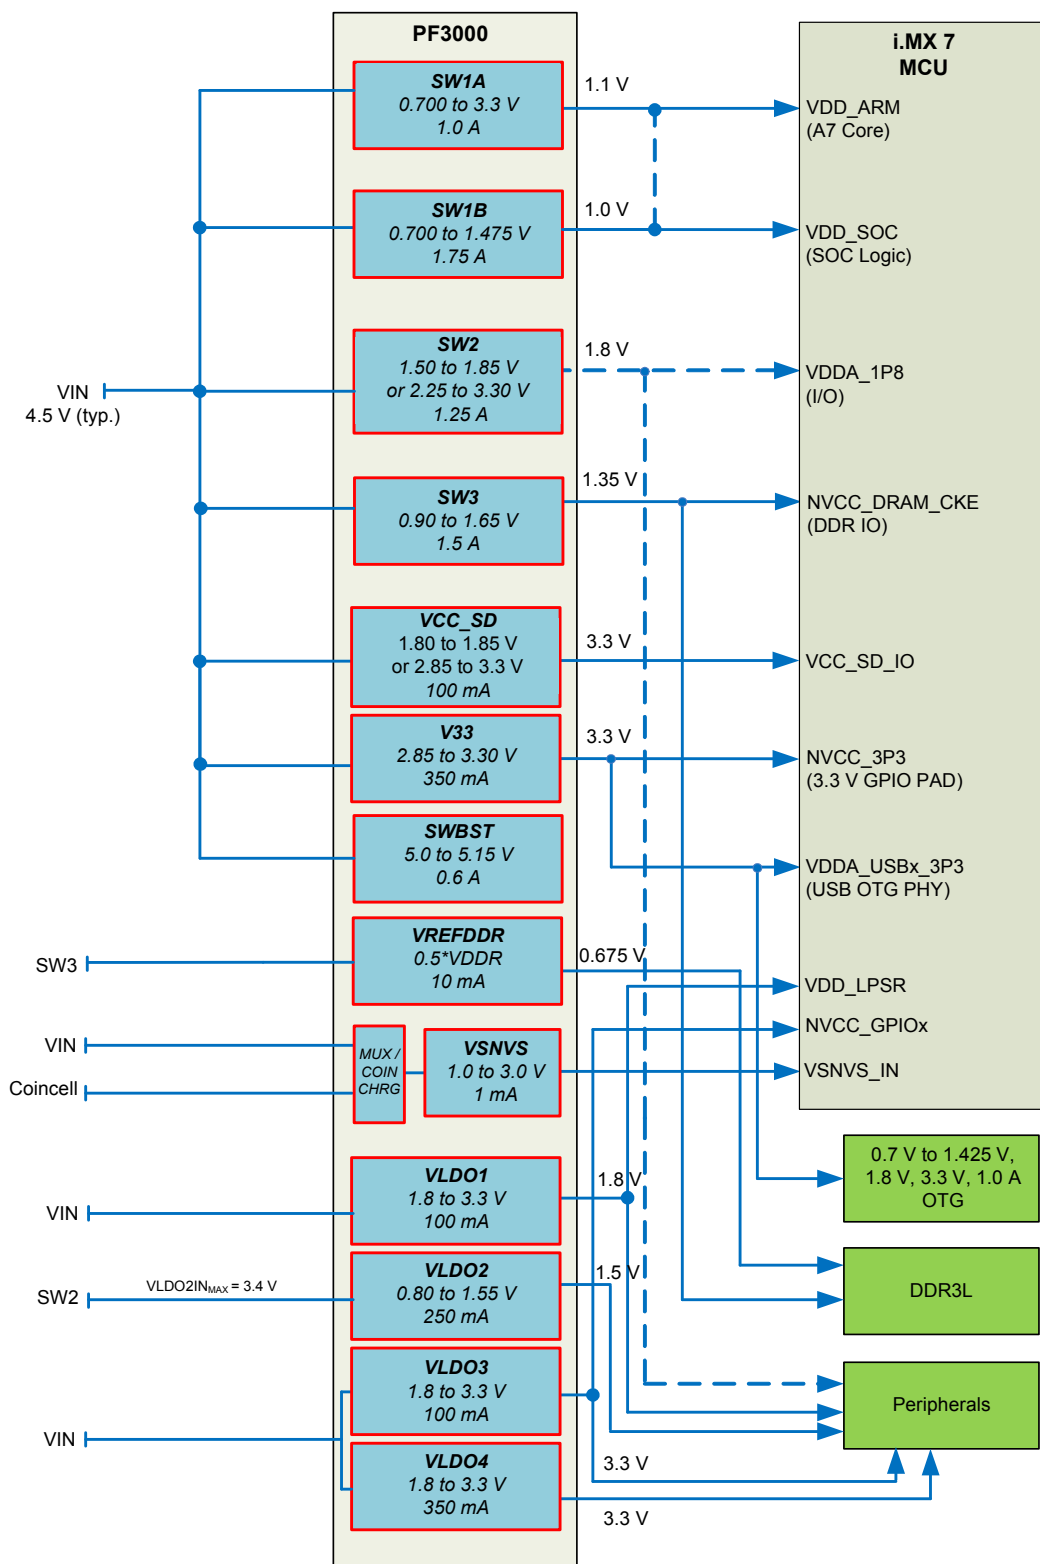 PF3000
i.MX 7
MCU
SW1A
0.700 to 3.3 V
1.0 A
1.1 V
VDD_ARM
(A7 Core)
SW1B
0.700 to 1.475 V
1.75 A
1.0 V
VDD_SOC
(SOC Logic)
SW2
1.50 to 1.85 V
or 2.25 to 3.30 V
1.25 A
1.8 V
VDDA_1P8
(I/O)
VIN
4.5 V (typ.)
SW3
0.90 to 1.65 V
1.5 A
1.35 V
NVCC_DRAM_CKE
(DDR IO)
VCC_SD
1.80 to 1.85 V
or 2.85 to 3.3 V
100 mA
3.3 V
VCC_SD_IO
V33
2.85 to 3.30 V
350 mA
3.3 V
NVCC_3P3
(3.3 V GPIO PAD)
SWBST
5.0 to 5.15 V
0.6 A
VDDA_USBx_3P3
(USB OTG PHY)
SW3
VREFDDR
0.5*VDDR
10 mA
0.675 V
VDD_LPSR
NVCC_GPIOx
VIN
Coincell
MUX /
COIN
CHRG
VSNVS
1.0 to 3.0 V
1 mA
VSNVS_IN
VIN
VLDO1
1.8 to 3.3 V
100 mA
1.8 V
0.7 V to 1.425 V,
1.8 V, 3.3 V, 1.0 A
OTG
SW2
VLDO2INMAX = 3.4 V
VLDO2
0.80 to 1.55 V
250 mA
1.5 V
DDR3L
VIN
VLDO3
1.8 to 3.3 V
100 mA
3.3 V
Peripherals
VLDO4
1.8 to 3.3 V
350 mA
3.3 V